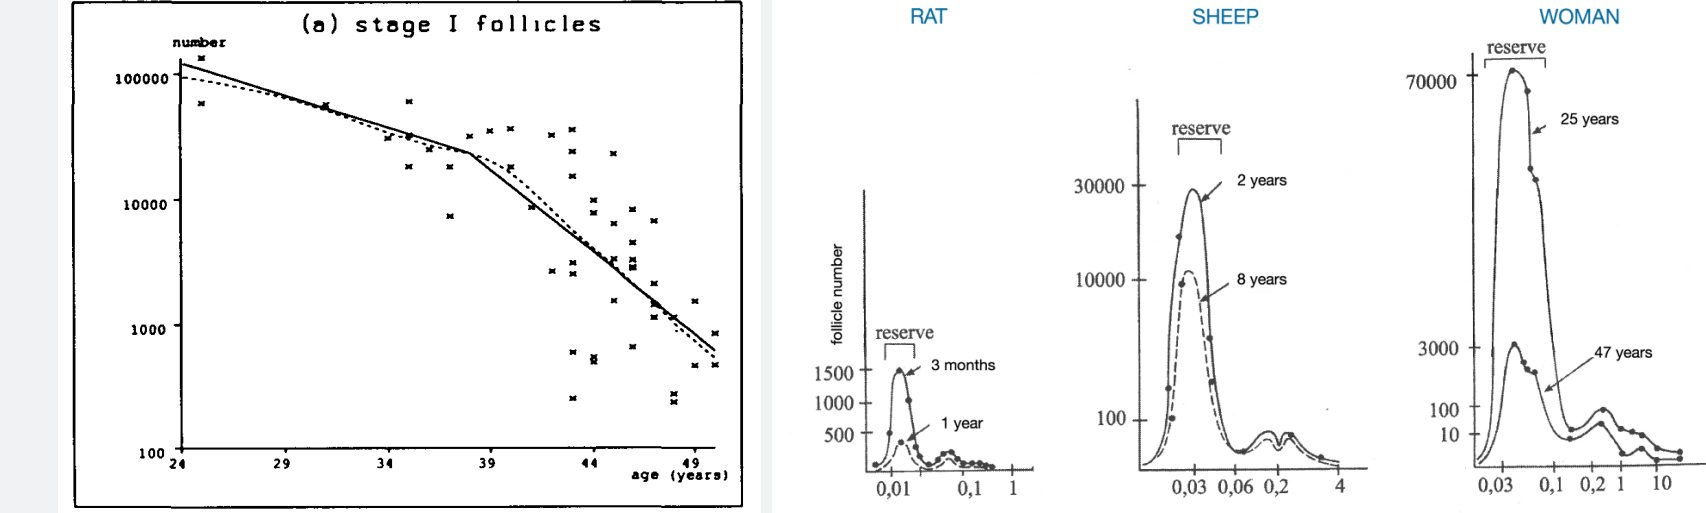 (a) stage I follicles
number
100000
10000
1000
100
24 29 34 39 44 49
age (years)
RAT
follicle number
reserve
3 months
1 year
1500
1000
500
0,01 0,1 1
SHEEP
reserve
2 years
8 years
30000
10000
100
0,03 0,06 0,2 4
WOMAN
reserve
25 years
47 years
70000
3000
100
10
0,03 0,1 0,2 1 10